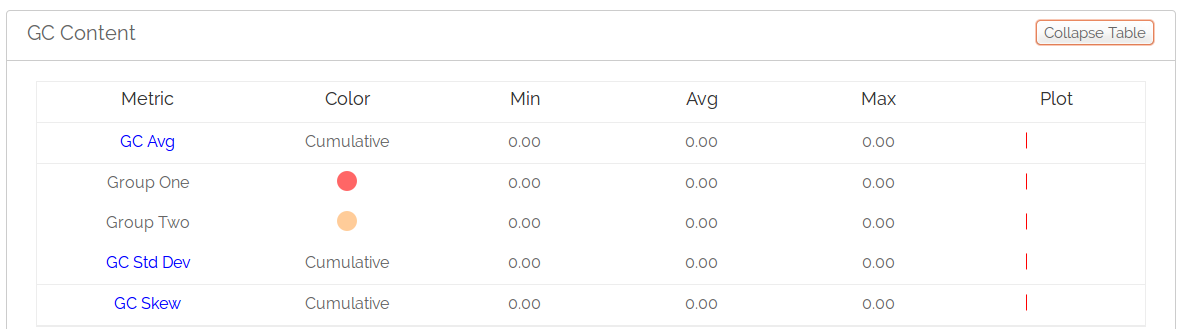 GC Content
Collapse Table
Metric Color Min Avg Max Plot
GC Avg Cumulative 0.00 0.00 0.00
Group One 0.00 0.00 0.00
Group Two 0.00 0.00 0.00
GC Std Dev Cumulative 0.00 0.00 0.00
GC Skew Cumulative 0.00 0.00 0.00